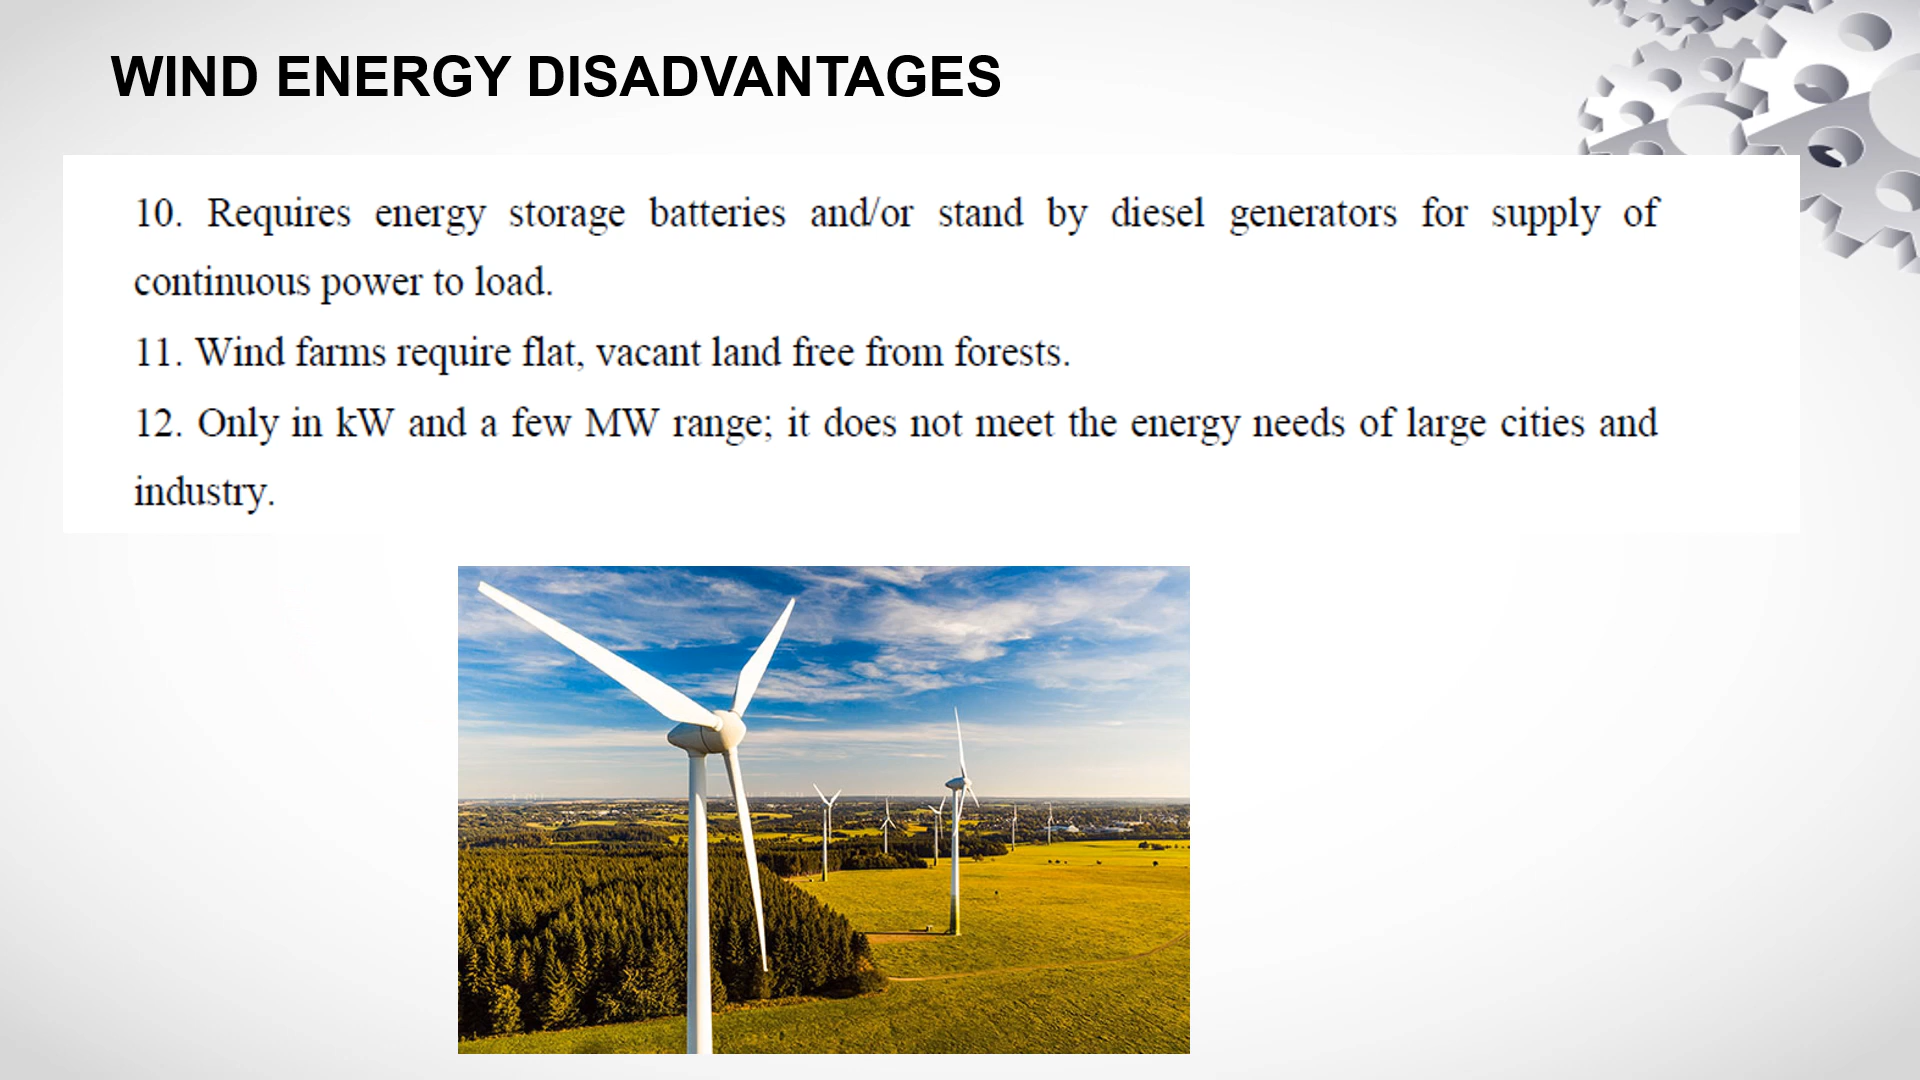 WIND ENERGY DISADVANTAGES
10. Requires energy storage batteries and/or stand by diesel generators for supply of
continuous power to load.
11. Wind farms require flat, vacant land free from forests.
12. Only in kW and a few MW range; it does not meet the energy needs of large cities and
industry.